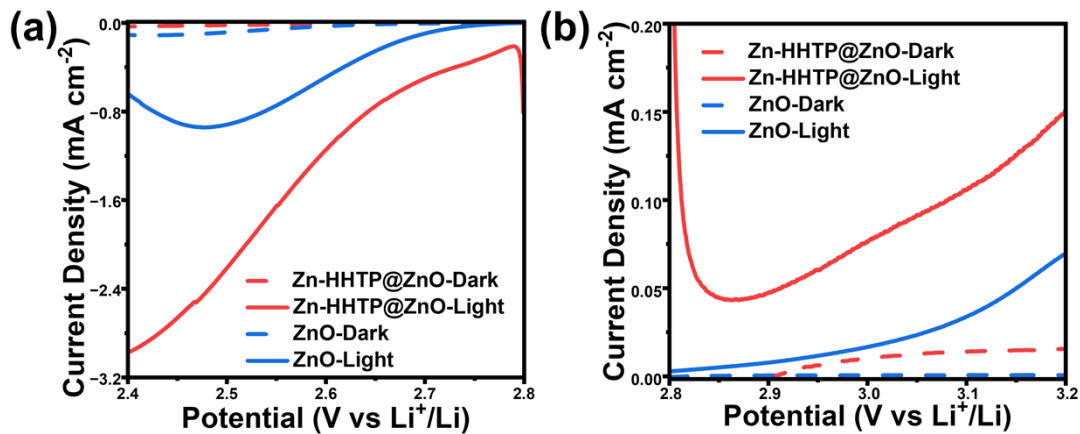 (a)
Current Density (mA cm⁻²)
0.0
−0.8
−1.6
−2.4
−3.2
Zn-HHTP@ZnO-Dark
Zn-HHTP@ZnO-Light
ZnO-Dark
ZnO-Light
2.4 2.5 2.6 2.7 2.8
Potential (V vs Li⁺/Li)
(b)
Current Density (mA cm⁻²)
0.20
0.15
0.10
0.05
0.00
Zn-HHTP@ZnO-Dark
Zn-HHTP@ZnO-Light
ZnO-Dark
ZnO-Light
2.8 2.9 3.0 3.1 3.2
Potential (V vs Li⁺/Li)